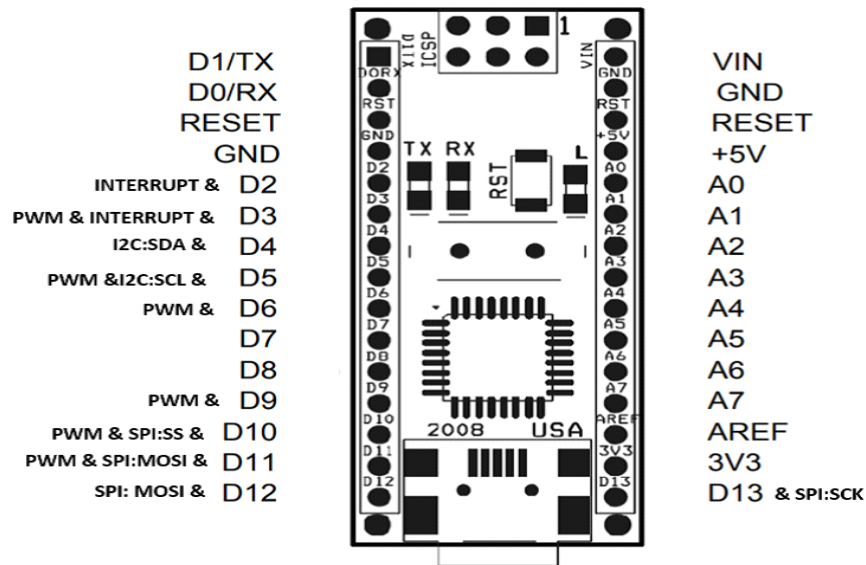 D1/TX
D0/RX
RESET
GND
INTERRUPT & D2
PWM & INTERRUPT & D3
I2C:SDA & D4
PWM &I2C:SCL & D5
PWM & D6
D7
D8
PWM & D9
PWM & SPI:SS & D10
PWM & SPI:MOSI & D11
SPI: MOSI & D12
D1TX
ICSP
1
VIN
D0RX
RST
GND
D2
D3
D4
D5
D6
D7
D8
D9
D10
D11
D12
TX RX
RST
L
2008 USA
GND
RST
+5V
A0
A1
A2
A3
A4
A5
A6
A7
AREF
3V3
D13
VIN
GND
RESET
+5V
A0
A1
A2
A3
A4
A5
A6
A7
AREF
3V3
D13 & SPI:SCK